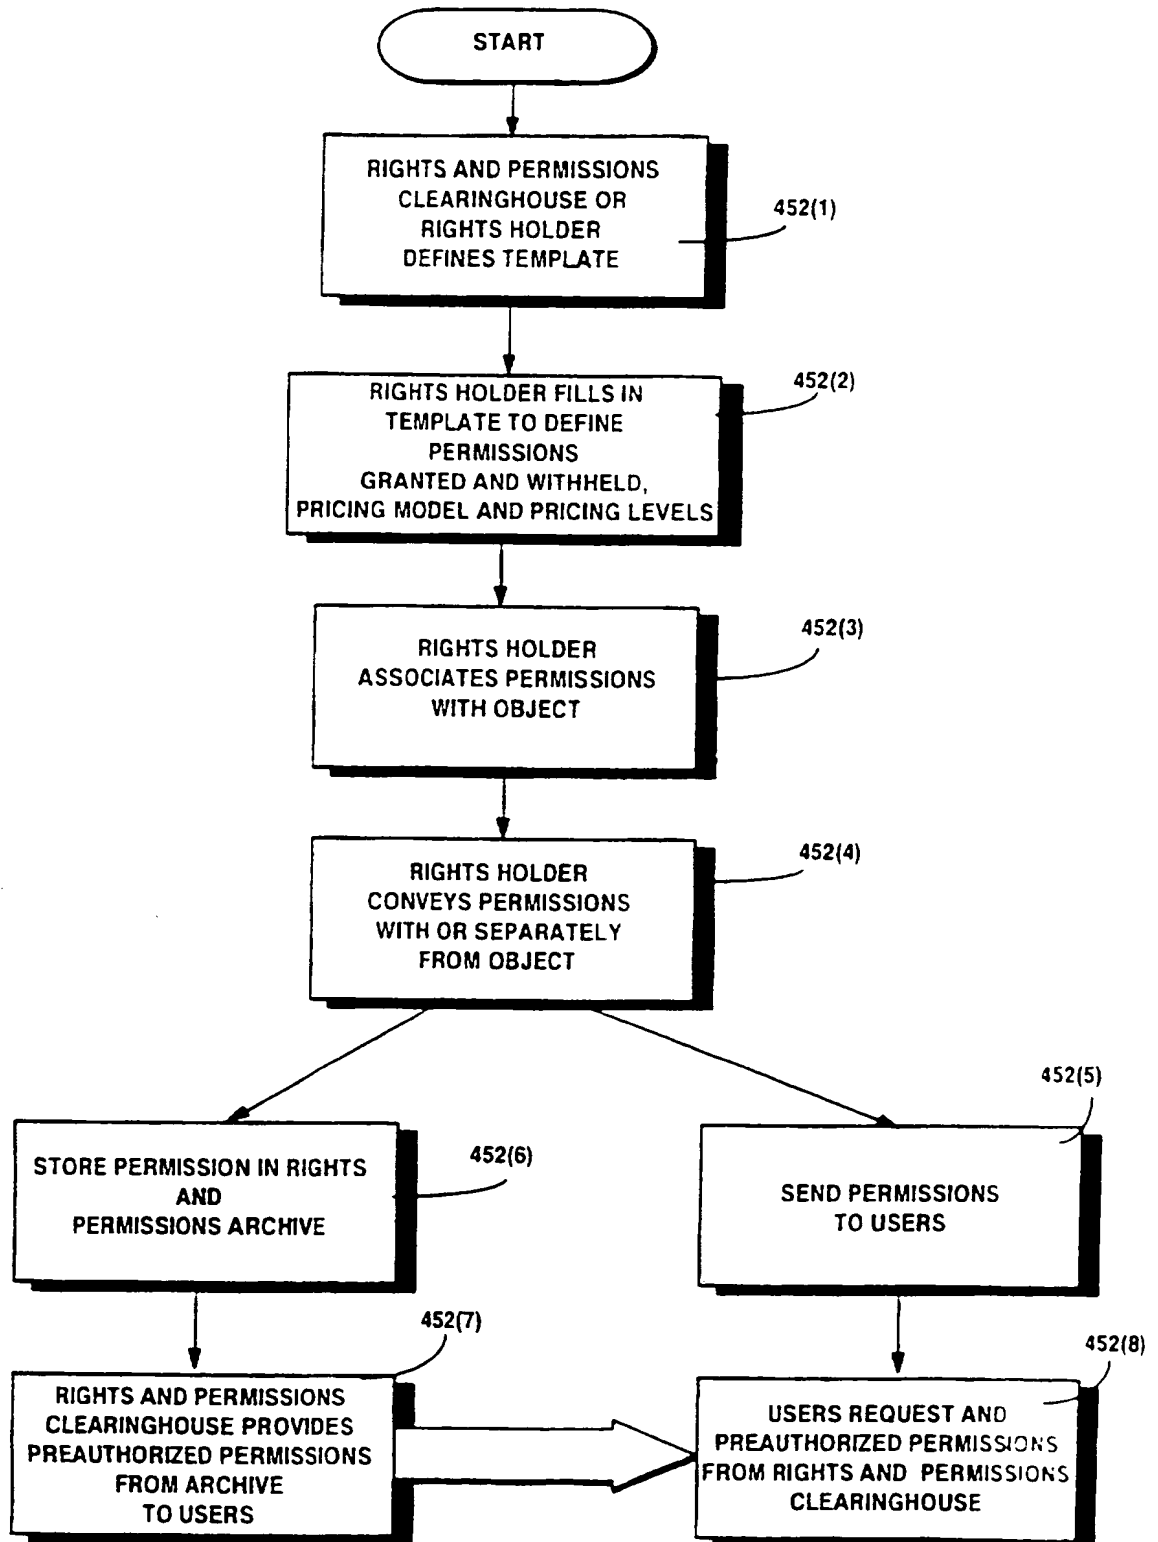 START
RIGHTS AND PERMISSIONS
CLEARINGHOUSE OR
RIGHTS HOLDER
DEFINES TEMPLATE
452(1)
RIGHTS HOLDER FILLS IN
TEMPLATE TO DEFINE
PERMISSIONS
GRANTED AND WITHHELD,
PRICING MODEL AND PRICING LEVELS
452(2)
RIGHTS HOLDER
ASSOCIATES PERMISSIONS
WITH OBJECT
452(3)
RIGHTS HOLDER
CONVEYS PERMISSIONS
WITH OR SEPARATELY
FROM OBJECT
452(4)
STORE PERMISSION IN RIGHTS
AND
PERMISSIONS ARCHIVE
452(6)
SEND PERMISSIONS
TO USERS
452(5)
RIGHTS AND PERMISSIONS
CLEARINGHOUSE PROVIDES
PREAUTHORIZED PERMISSIONS
FROM ARCHIVE
TO USERS
452(7)
USERS REQUEST AND
PREAUTHORIZED PERMISSIONS
FROM RIGHTS AND PERMISSIONS
CLEARINGHOUSE
452(8)